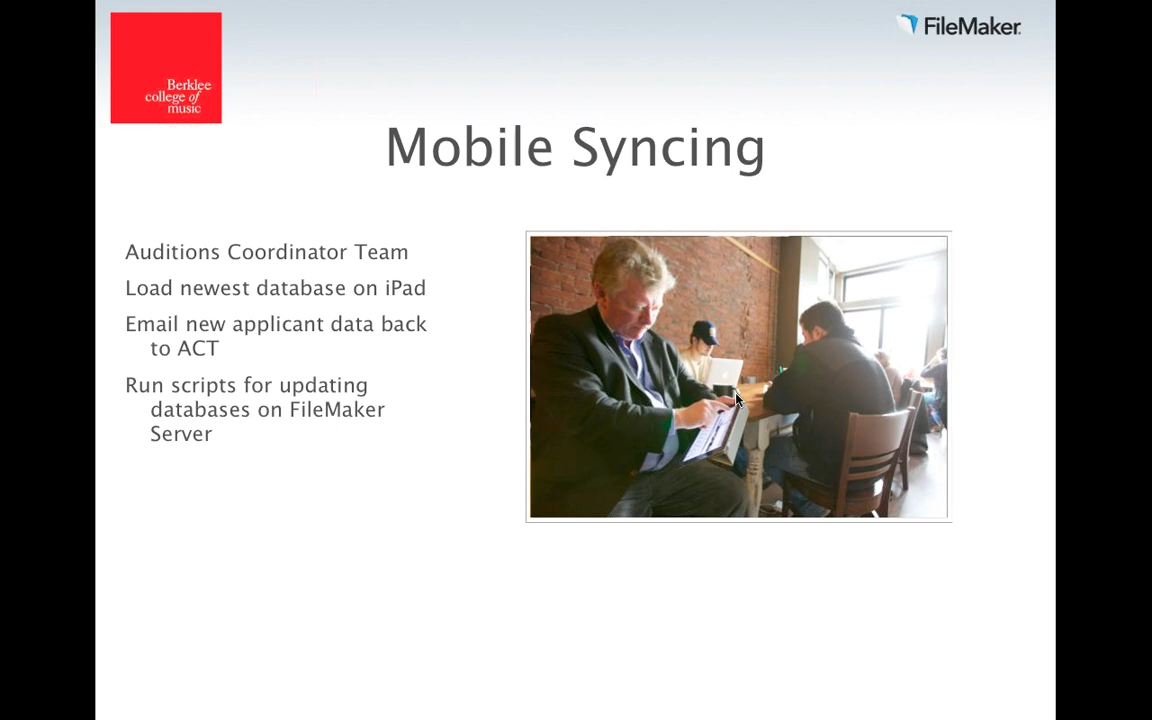 Berklee
college of
music
FileMaker
Mobile Syncing
Auditions Coordinator Team
Load newest database on iPad
Email new applicant data back
to ACT
Run scripts for updating
databases on FileMaker
Server